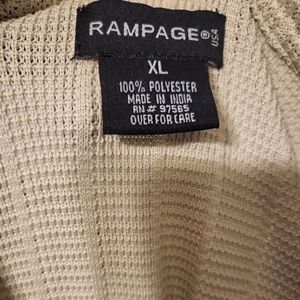 RAMPAGE® USA
XL
100% POLYESTER
MADE IN INDIA
RN # 97565
OVER FOR CARE